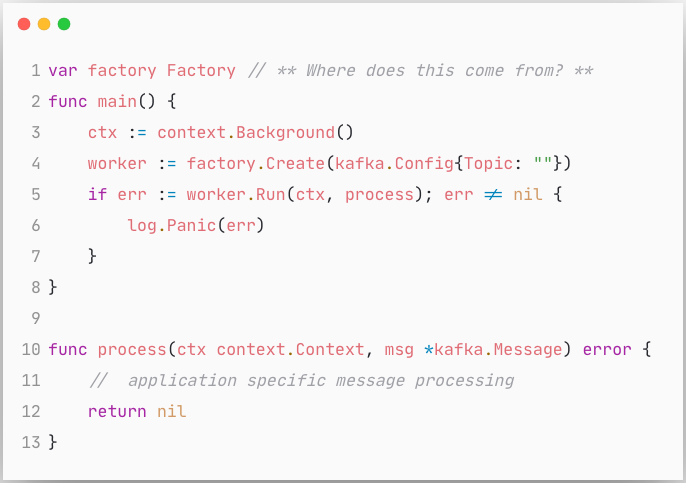 1 var factory Factory // ** Where does this come from? **
2 func main() {
3     ctx := context.Background()
4     worker := factory.Create(kafka.Config{Topic: ""})
5     if err := worker.Run(ctx, process); err != nil {
6         log.Panic(err)
7     }
8 }
9
10 func process(ctx context.Context, msg *kafka.Message) error {
11     //  application specific message processing
12     return nil
13 }